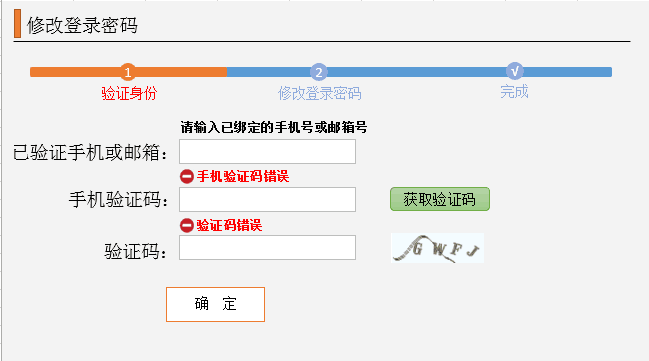 修改登录密码
1 2 √
验证身份 修改登录密码 完成
请输入已绑定的手机号或邮箱号
已验证手机或邮箱：
手机验证码错误
手机验证码： 获取验证码
验证码错误
验证码： GWFJ
确 定